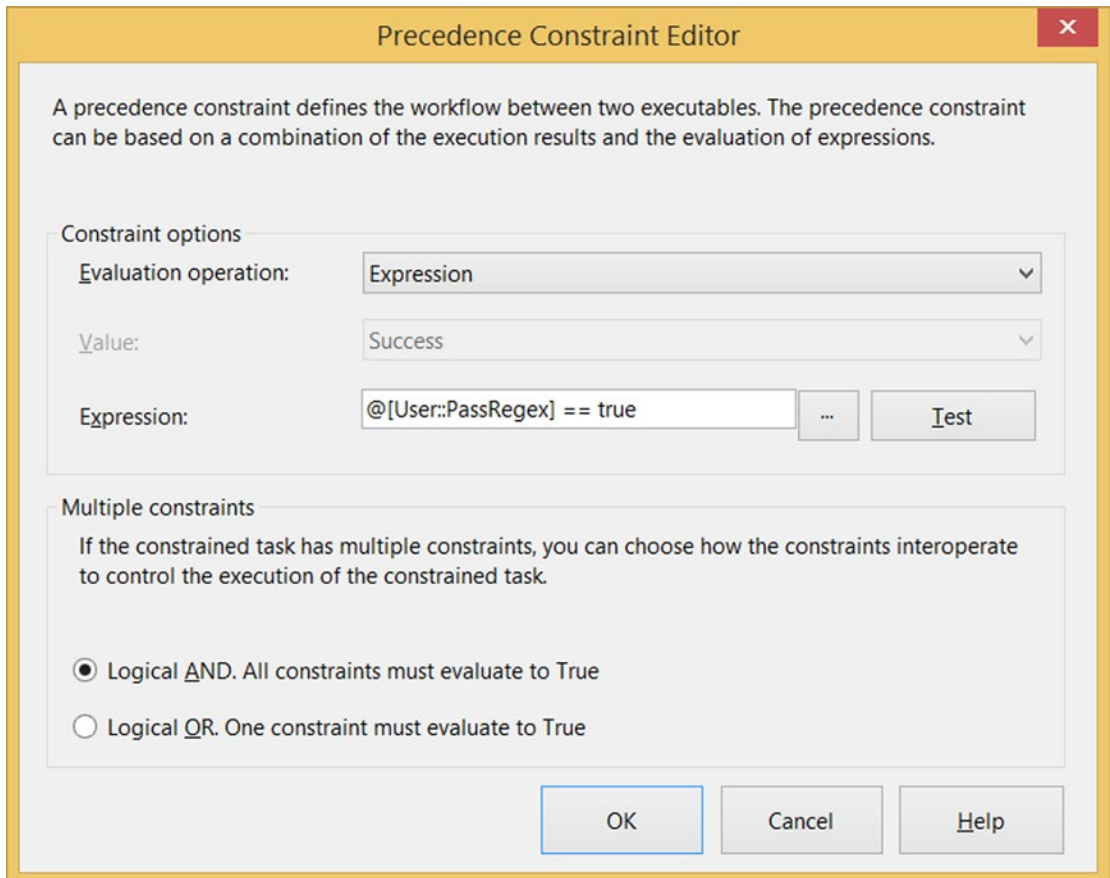 Precedence Constraint Editor
A precedence constraint defines the workflow between two executables. The precedence constraint
can be based on a combination of the execution results and the evaluation of expressions.
Constraint options
Evaluation operation:
Expression
Value:
Success
Expression:
@[User::PassRegex] == true
...
Test
Multiple constraints
If the constrained task has multiple constraints, you can choose how the constraints interoperate
to control the execution of the constrained task.
Logical AND. All constraints must evaluate to True
Logical OR. One constraint must evaluate to True
OK
Cancel
Help